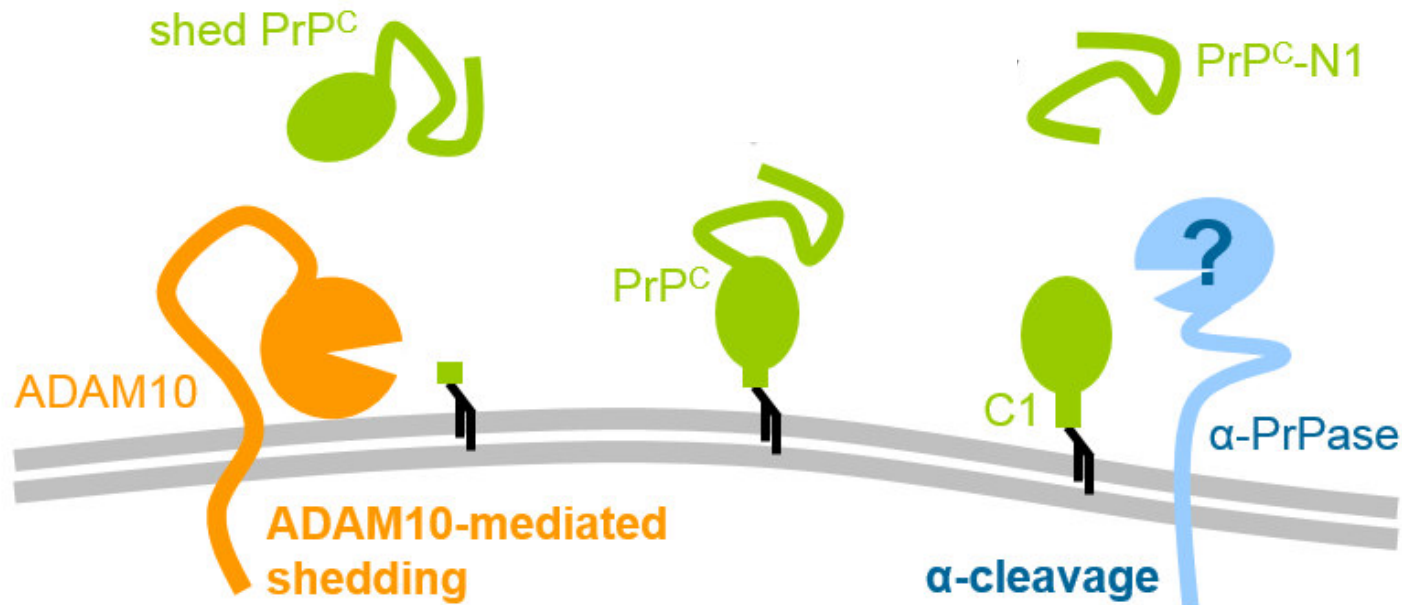 shed PrPᶜ
PrPᶜ-N1
?
PrPᶜ
ADAM10
C1
α-PrPase
ADAM10-mediated
shedding
α-cleavage